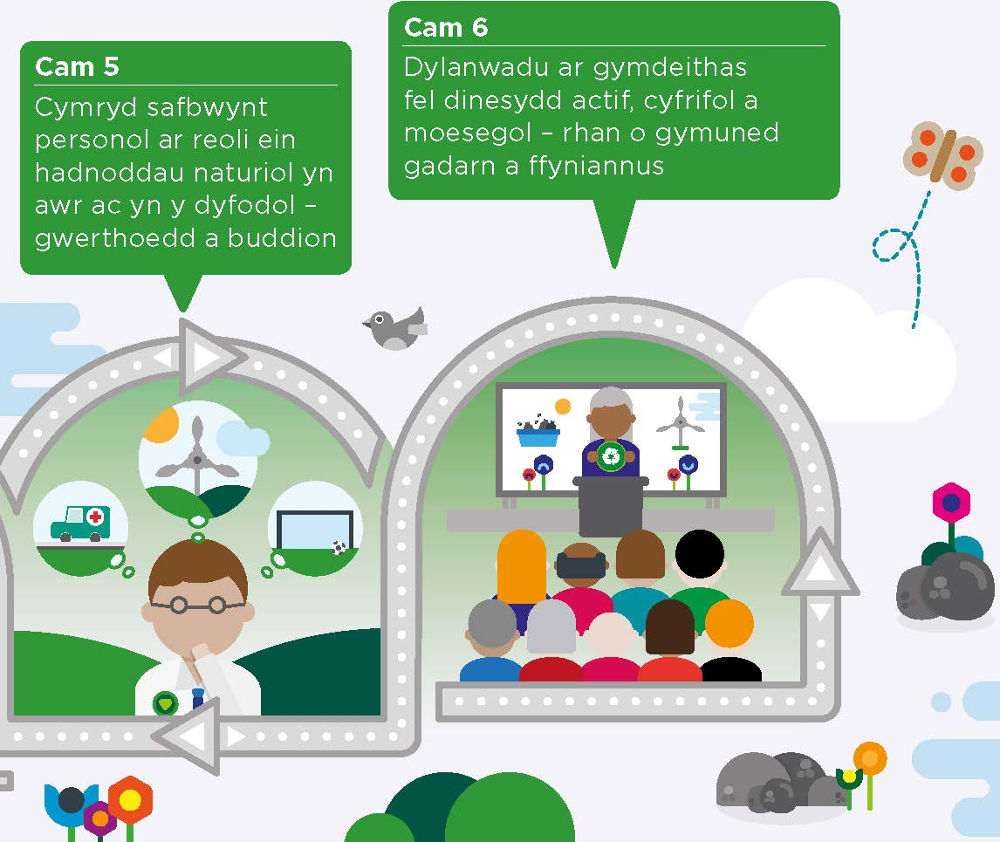 Cam 5
Cymryd safbwynt
personol ar reoli ein
hadnoddau naturiol yn
awr ac yn y dyfodol –
gwerthoedd a buddion
Cam 6
Dylanwadu ar gymdeithas
fel dinesydd actif, cyfrifol a
moesegol – rhan o gymuned
gadarn a ffyniannus